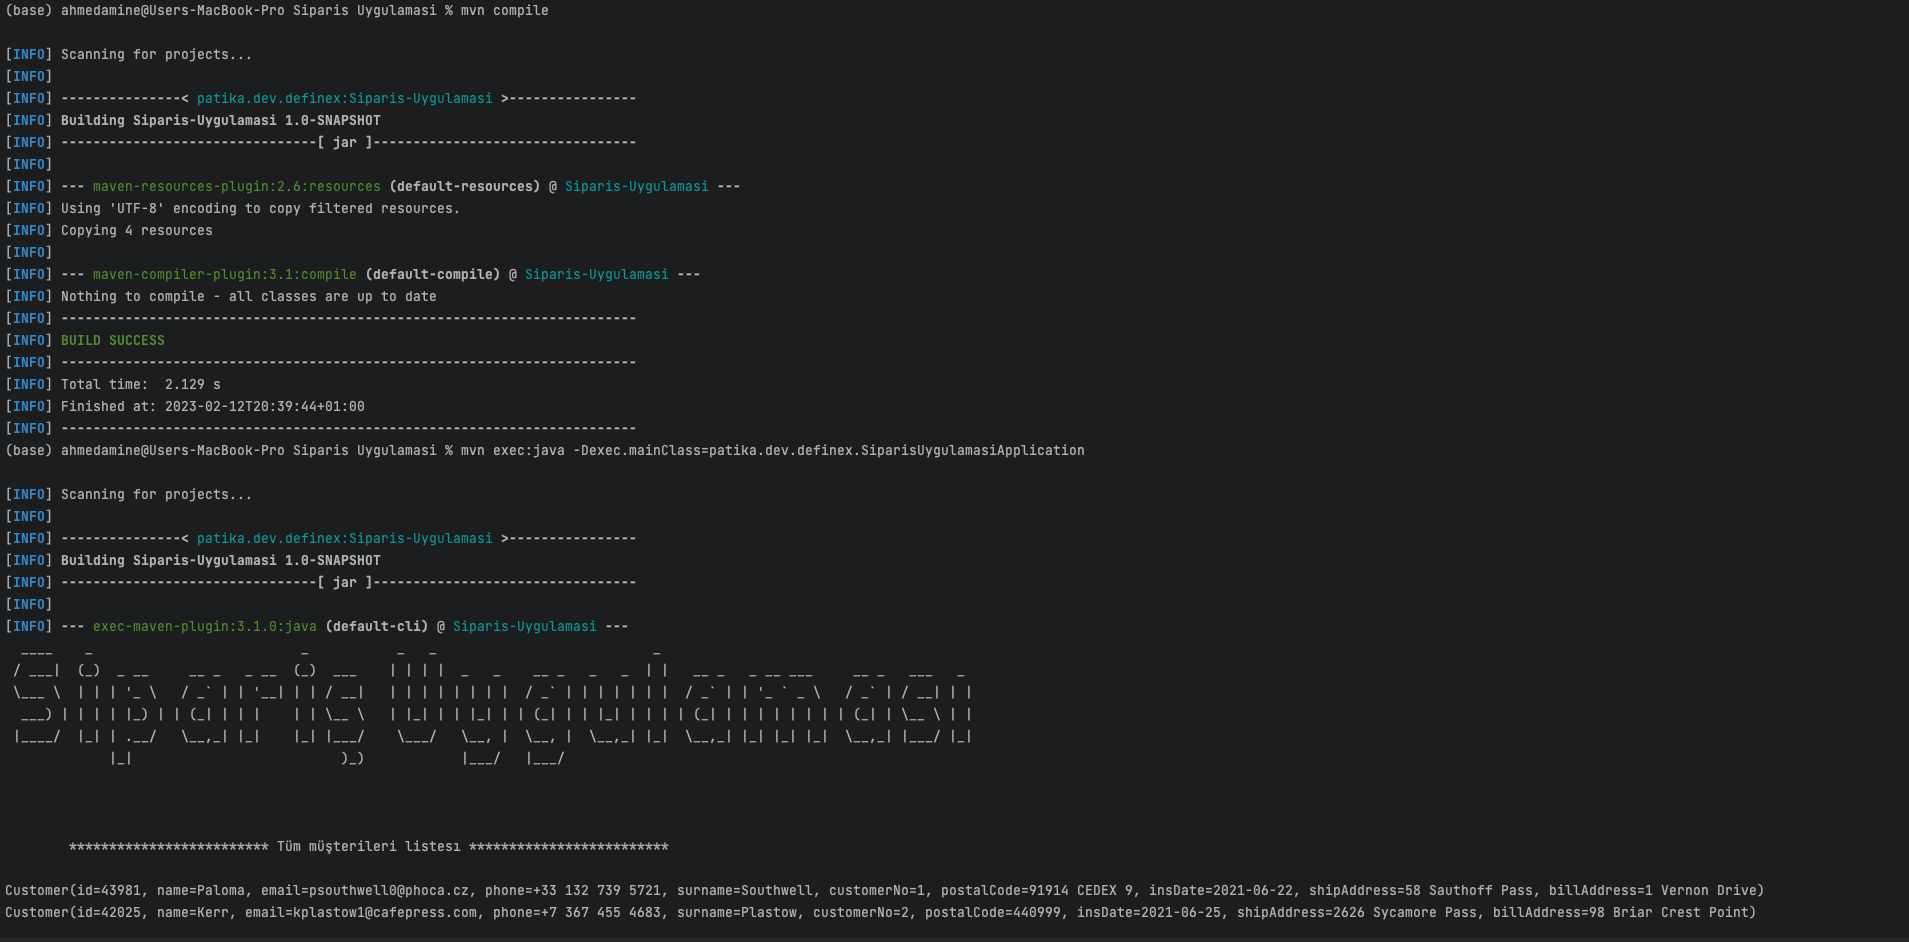 (base) ahmedamine@Users-MacBook-Pro Siparis Uygulamasi % mvn compile
[INFO] Scanning for projects...
[INFO]
[INFO] ---------------< patika.dev.definex:Siparis-Uygulamasi >----------------
[INFO] Building Siparis-Uygulamasi 1.0-SNAPSHOT
[INFO] --------------------------------[ jar ]---------------------------------
[INFO]
[INFO] --- maven-resources-plugin:2.6:resources (default-resources) @ Siparis-Uygulamasi ---
[INFO] Using 'UTF-8' encoding to copy filtered resources.
[INFO] Copying 4 resources
[INFO]
[INFO] --- maven-compiler-plugin:3.1:compile (default-compile) @ Siparis-Uygulamasi ---
[INFO] Nothing to compile - all classes are up to date
[INFO] ------------------------------------------------------------------------
[INFO] BUILD SUCCESS
[INFO] ------------------------------------------------------------------------
[INFO] Total time:  2.129 s
[INFO] Finished at: 2023-02-12T20:39:44+01:00
[INFO] ------------------------------------------------------------------------
(base) ahmedamine@Users-MacBook-Pro Siparis Uygulamasi % mvn exec:java -Dexec.mainClass=patika.dev.definex.SiparisUygulamasiApplication
[INFO] Scanning for projects...
[INFO]
[INFO] ---------------< patika.dev.definex:Siparis-Uygulamasi >----------------
[INFO] Building Siparis-Uygulamasi 1.0-SNAPSHOT
[INFO] --------------------------------[ jar ]---------------------------------
[INFO]
[INFO] --- exec-maven-plugin:3.1.0:java (default-cli) @ Siparis-Uygulamasi ---
Sipariş Uygulaması
************************* Tüm müşterileri listesı *************************
Customer(id=43981, name=Paloma, email=psouthwell0@phoca.cz, phone=+33 132 739 5721, surname=Southwell, customerNo=1, postalCode=91914 CEDEX 9, insDate=2021-06-22, shipAddress=58 Sauthoff Pass, billAddress=1 Vernon Drive)
Customer(id=42025, name=Kerr, email=kplastow1@cafepress.com, phone=+7 367 455 4683, surname=Plastow, customerNo=2, postalCode=440999, insDate=2021-06-25, shipAddress=2626 Sycamore Pass, billAddress=98 Briar Crest Point)